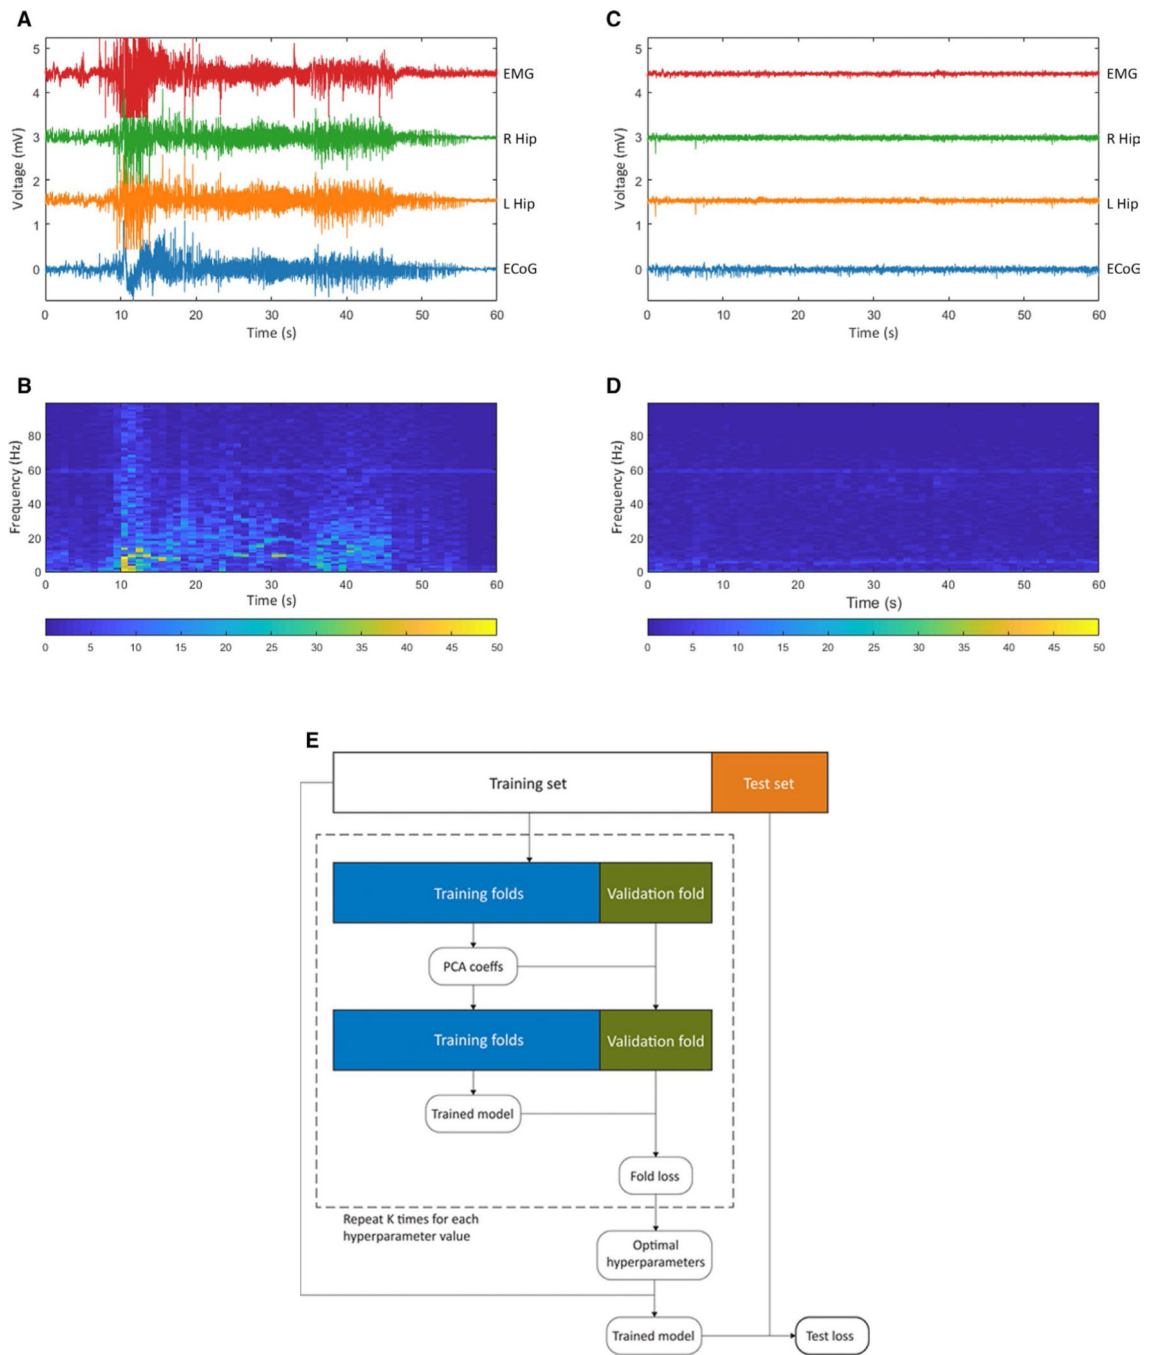 A
5
4
3
2
1
0
Voltage (mV)
EMG
R Hip
L Hip
ECoG
0 10 20 30 40 50 60
Time (s)
C
5
4
3
2
1
0
Voltage (mV)
EMG
R Hip
L Hip
ECoG
0 10 20 30 40 50 60
Time (s)
B
80
60
40
20
0
Frequency (Hz)
0 10 20 30 40 50 60
Time (s)
0 5 10 15 20 25 30 35 40 45 50
D
80
60
40
20
0
Frequency (Hz)
0 10 20 30 40 50 60
Time (s)
0 5 10 15 20 25 30 35 40 45 50
E
Training set
Test set
Training folds
Validation fold
PCA coeffs
Training folds
Validation fold
Trained model
Fold loss
Repeat K times for each
hyperparameter value
Optimal
hyperparameters
Trained model
Test loss